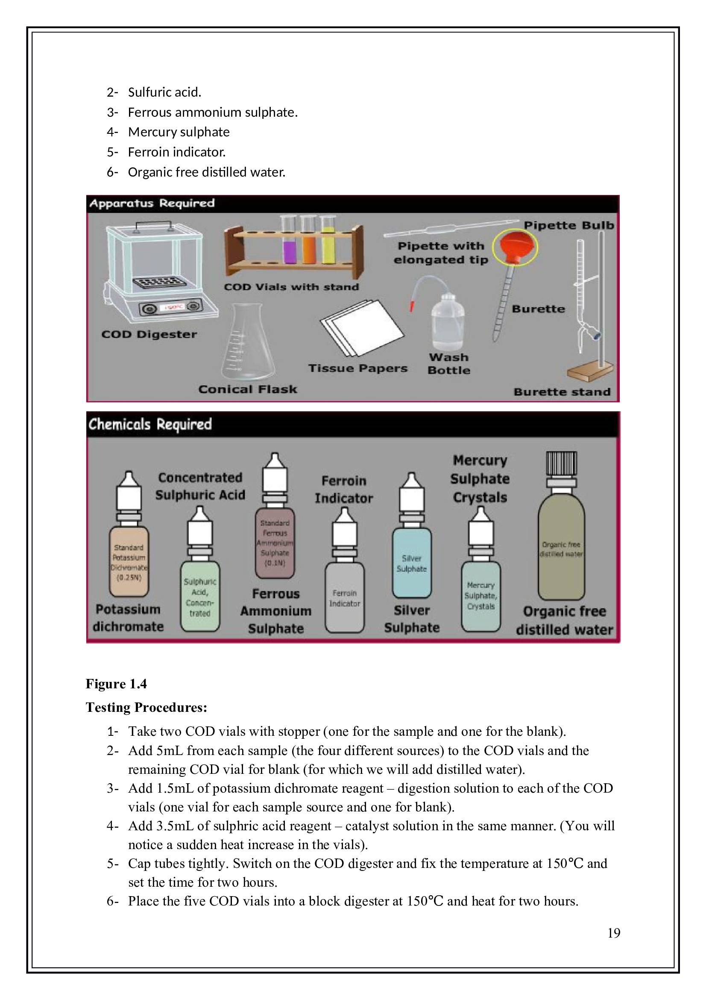 2- Sulfuric acid.
3- Ferrous ammonium sulphate.
4- Mercury sulphate
5- Ferroin indicator.
6- Organic free distilled water.
Apparatus Required
Pipette Bulb
Pipette with
elongated tip
COD Vials with stand
150°C
Burette
COD Digester
Wash
Bottle
Tissue Papers
Conical Flask
Burette stand
Chemicals Required
Mercury
Sulphate
Crystals
Concentrated
Sulphuric Acid
Ferroin
Indicator
Standard
Potassium
Dichromate
(0.25N)
Sulphuric
Acid,
Concen-
trated
Standard
Ferrous
Ammonium
Sulphate
(0.1N)
Ferroin
Indicator
Silver
Sulphate
Mercury
Sulphate,
Crystals
Organic free
distilled water
Potassium
dichromate
Ferrous
Ammonium
Sulphate
Silver
Sulphate
Organic free
distilled water
Figure 1.4
Testing Procedures:
1- Take two COD vials with stopper (one for the sample and one for the blank).
2- Add 5mL from each sample (the four different sources) to the COD vials and the
remaining COD vial for blank (for which we will add distilled water).
3- Add 1.5mL of potassium dichromate reagent – digestion solution to each of the COD
vials (one vial for each sample source and one for blank).
4- Add 3.5mL of sulphric acid reagent – catalyst solution in the same manner. (You will
notice a sudden heat increase in the vials).
5- Cap tubes tightly. Switch on the COD digester and fix the temperature at 150℃ and
set the time for two hours.
6- Place the five COD vials into a block digester at 150℃ and heat for two hours.
19